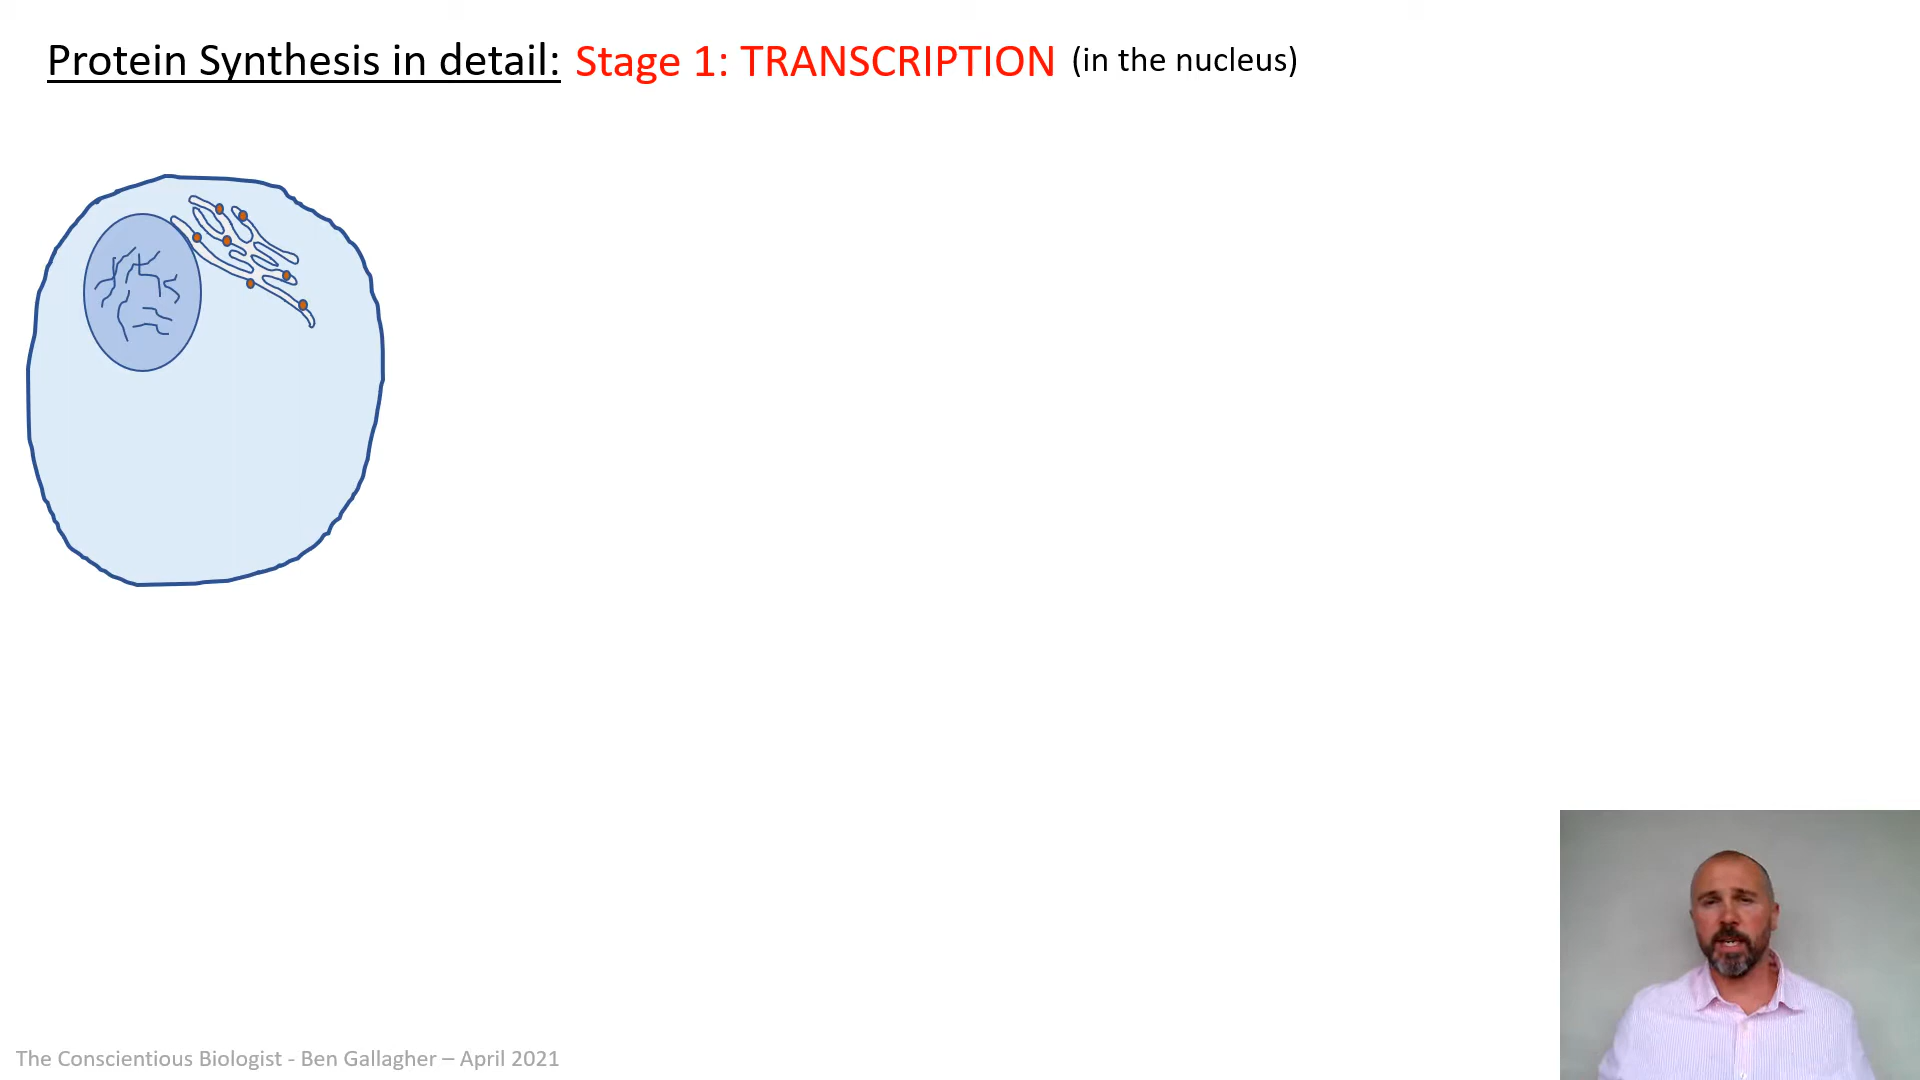 Protein Synthesis in detail: Stage 1: TRANSCRIPTION (in the nucleus)
The Conscientious Biologist - Ben Gallagher – April 2021